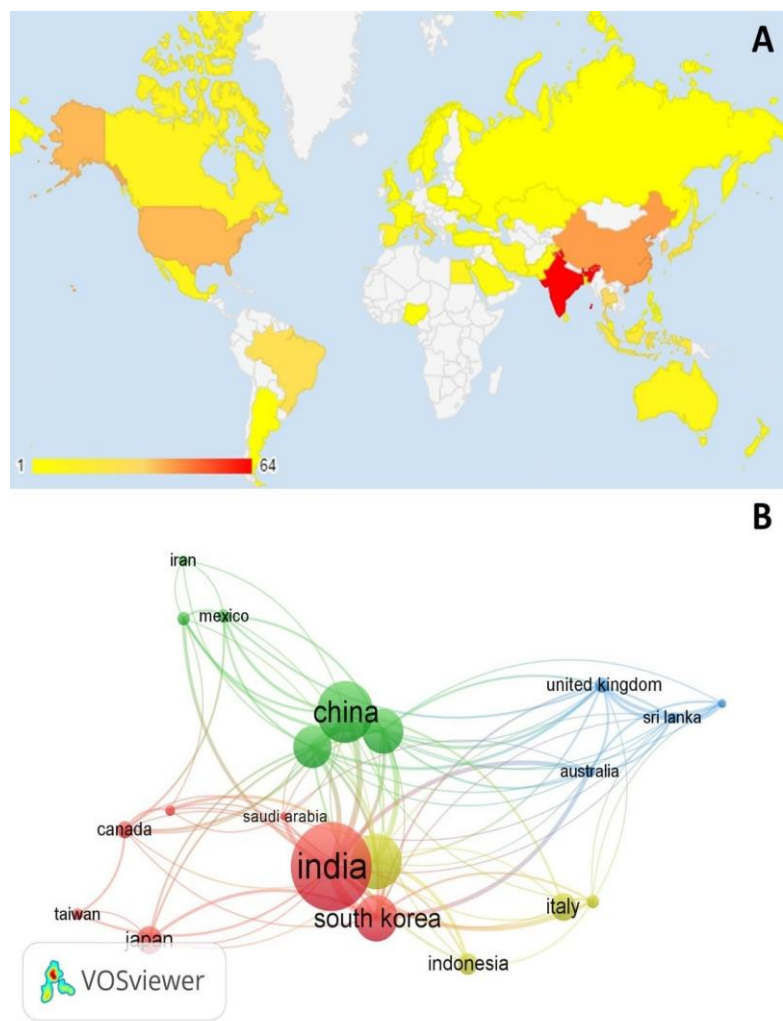 A
1
64
B
iran
mexico
china
united kingdom
sri lanka
australia
saudi arabia
canada
india
taiwan
south korea
italy
japan
indonesia
VOSviewer